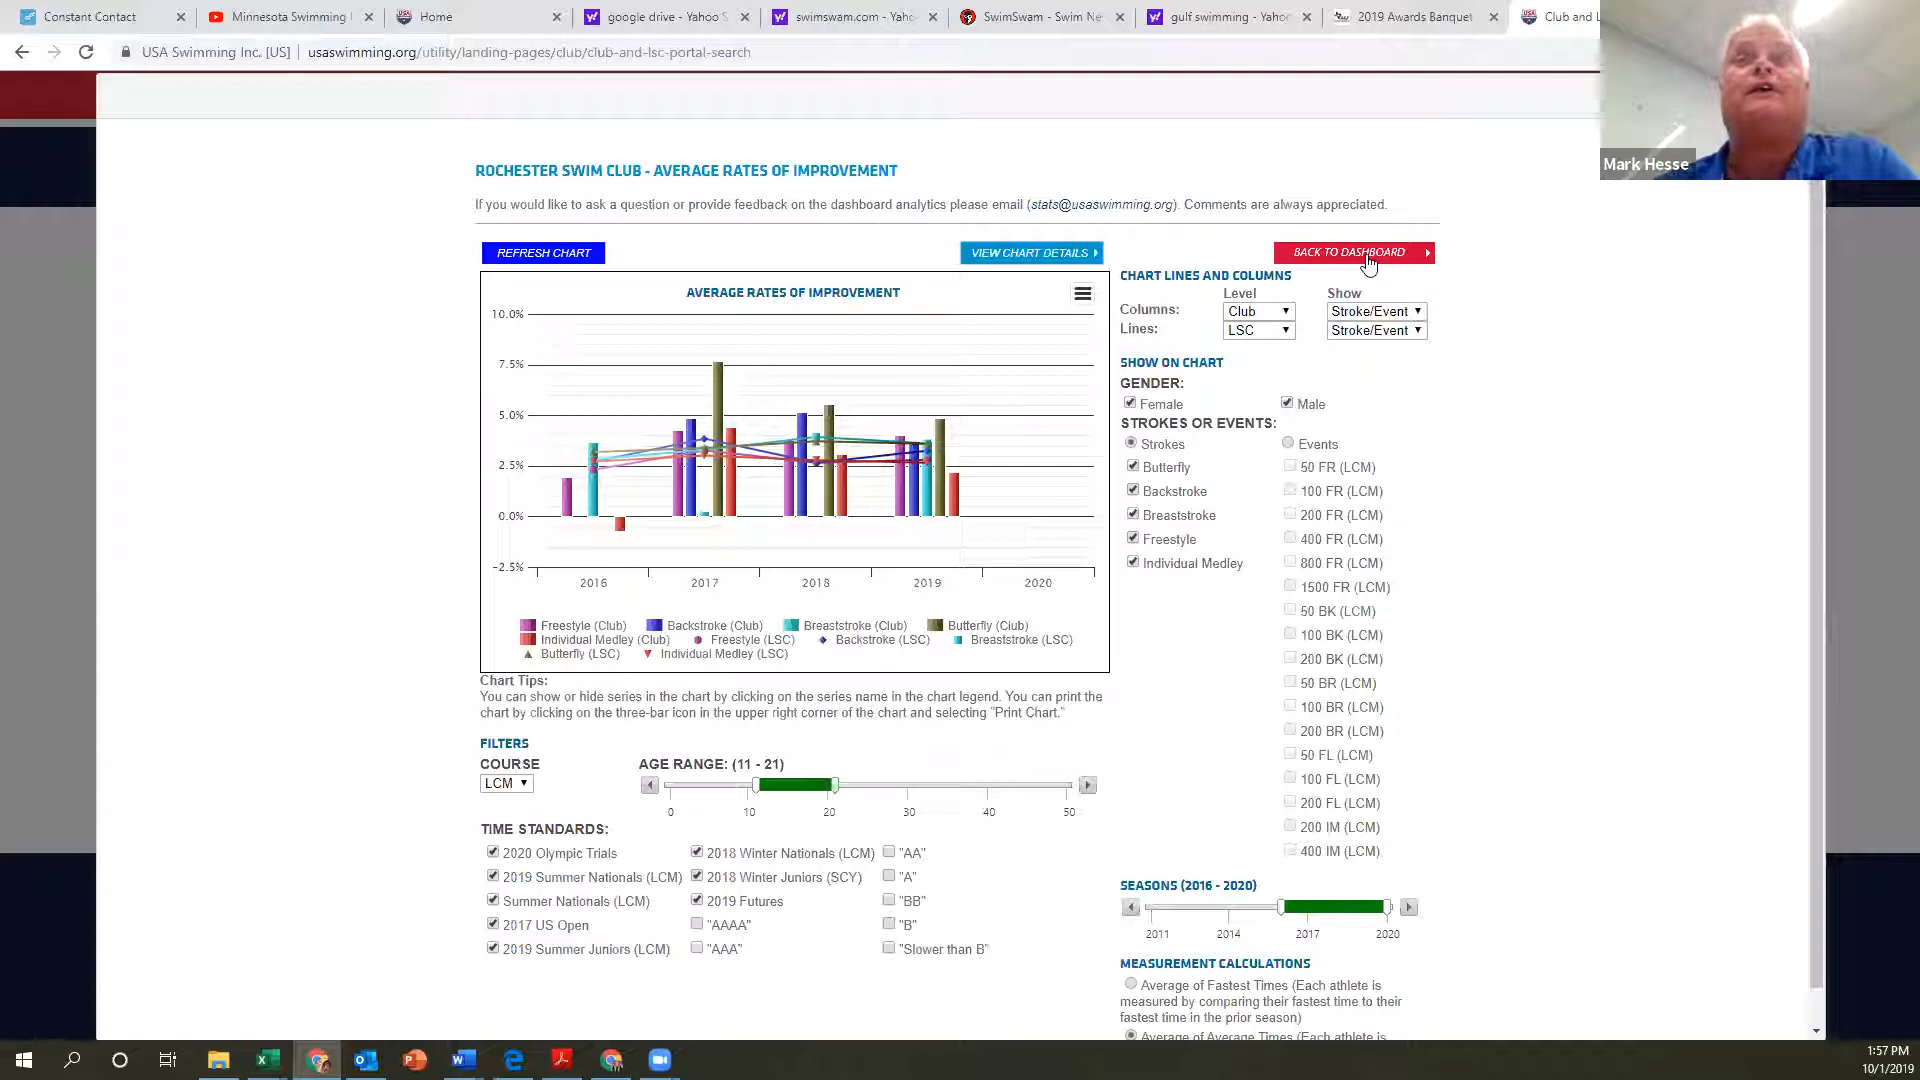 Constant Contact
Minnesota Swimming
Home
google drive - Yahoo S
swimswam.com - Yaho
SwimSwam - Swim Ne
gulf swimming - Yahoo
2019 Awards Banquet
Club and L
USA Swimming Inc. [US] | usaswimming.org/utility/landing-pages/club/club-and-lsc-portal-search
Mark Hesse
ROCHESTER SWIM CLUB - AVERAGE RATES OF IMPROVEMENT
If you would like to ask a question or provide feedback on the dashboard analytics please email (stats@usaswimming.org). Comments are always appreciated.
REFRESH CHART
VIEW CHART DETAILS
BACK TO DASHBOARD
AVERAGE RATES OF IMPROVEMENT
10.0%
7.5%
5.0%
2.5%
0.0%
-2.5%
2016 2017 2018 2019 2020
Freestyle (Club) Backstroke (Club) Breaststroke (Club) Butterfly (Club)
Individual Medley (Club) Freestyle (LSC) Backstroke (LSC) Breaststroke (LSC)
Butterfly (LSC) Individual Medley (LSC)
Chart Tips:
You can show or hide series in the chart by clicking on the series name in the chart legend. You can print the
chart by clicking on the three-bar icon in the upper right corner of the chart and selecting "Print Chart."
FILTERS
COURSE
LCM
AGE RANGE: (11 - 21)
0 10 20 30 40 50
TIME STANDARDS:
2020 Olympic Trials 2018 Winter Nationals (LCM) "AA"
2019 Summer Nationals (LCM) 2018 Winter Juniors (SCY) "A"
Summer Nationals (LCM) 2019 Futures "BB"
2017 US Open "AAAA" "B"
2019 Summer Juniors (LCM) "AAA" "Slower than B"
CHART LINES AND COLUMNS
Level Show
Columns: Club Stroke/Event
Lines: LSC Stroke/Event
SHOW ON CHART
GENDER:
Female Male
STROKES OR EVENTS:
Strokes Events
Butterfly 50 FR (LCM)
Backstroke 100 FR (LCM)
Breaststroke 200 FR (LCM)
Freestyle 400 FR (LCM)
Individual Medley 800 FR (LCM)
1500 FR (LCM)
50 BK (LCM)
100 BK (LCM)
200 BK (LCM)
50 BR (LCM)
100 BR (LCM)
200 BR (LCM)
50 FL (LCM)
100 FL (LCM)
200 FL (LCM)
200 IM (LCM)
400 IM (LCM)
SEASONS (2016 - 2020)
2011 2014 2017 2020
MEASUREMENT CALCULATIONS
Average of Fastest Times (Each athlete is
measured by comparing their fastest time to their
fastest time in the prior season)
Average of Average Times (Each athlete is
1:57 PM
10/1/2019